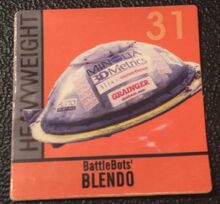 HEAVYWEIGHT
31
MINOLTA
3D Metrics
GRAINGER
BattleBots'
BLENDO